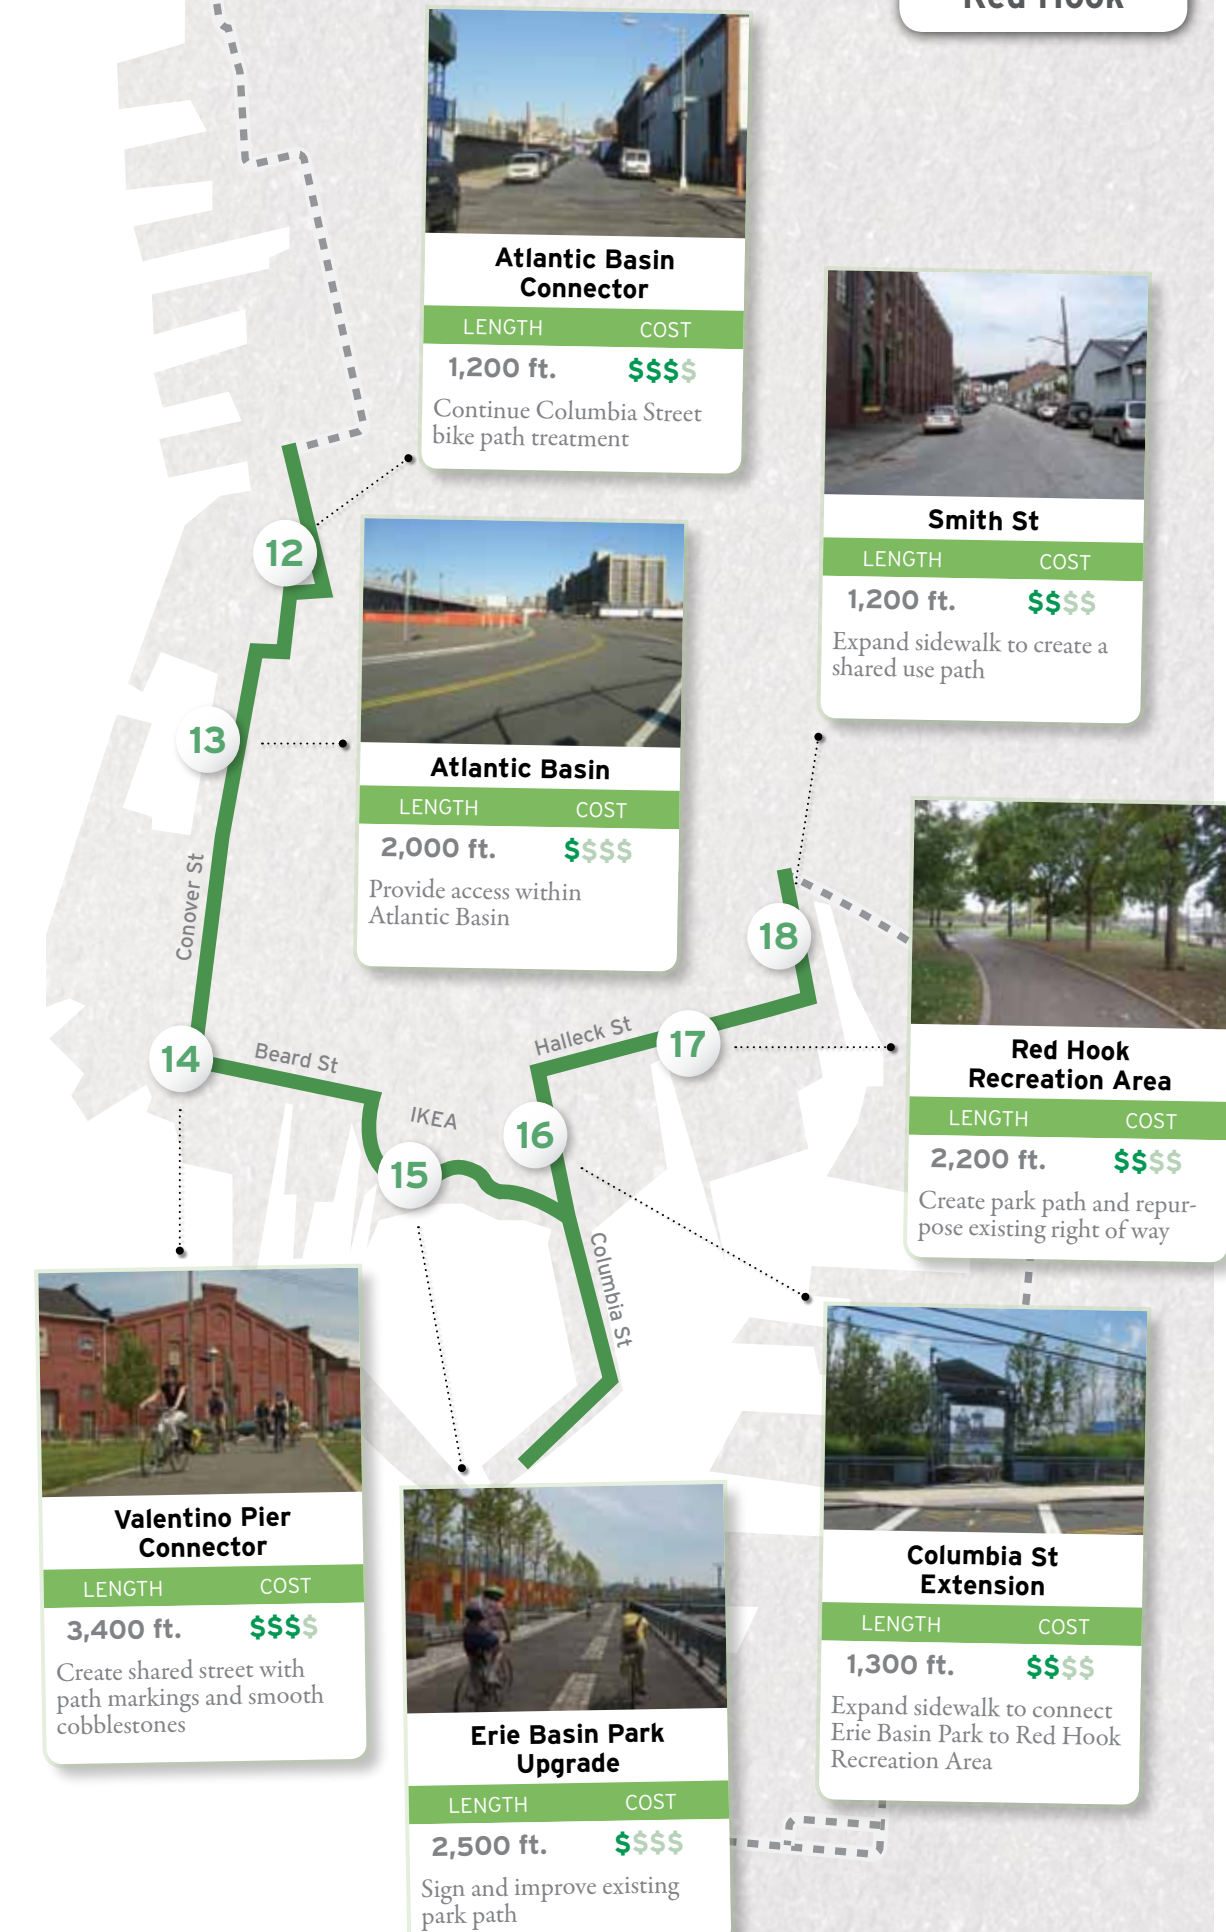 Red Hook
Atlantic Basin
Connector
LENGTH COST
1,200 ft. $$$$
Continue Columbia Street
bike path treatment
Smith St
LENGTH COST
1,200 ft. $$$$
Expand sidewalk to create a
shared use path
12
Atlantic Basin
LENGTH COST
2,000 ft. $$$$
Provide access within
Atlantic Basin
13
Conover St
18
Red Hook
Recreation Area
LENGTH COST
2,200 ft. $$$$
Create park path and repur-
pose existing right of way
17
Halleck St
14
Beard St
IKEA
16
15
Columbia St
Valentino Pier
Connector
LENGTH COST
3,400 ft. $$$$
Create shared street with
path markings and smooth
cobblestones
Erie Basin Park
Upgrade
LENGTH COST
2,500 ft. $$$$
Sign and improve existing
park path
Columbia St
Extension
LENGTH COST
1,300 ft. $$$$
Expand sidewalk to connect
Erie Basin Park to Red Hook
Recreation Area